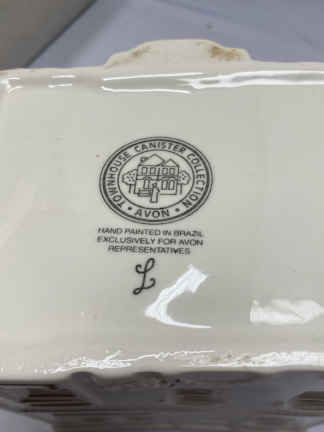 TOWNHOUSE CANISTER COLLECTION
• AVON •
HAND PAINTED IN BRAZIL
EXCLUSIVELY FOR AVON
REPRESENTATIVES
L